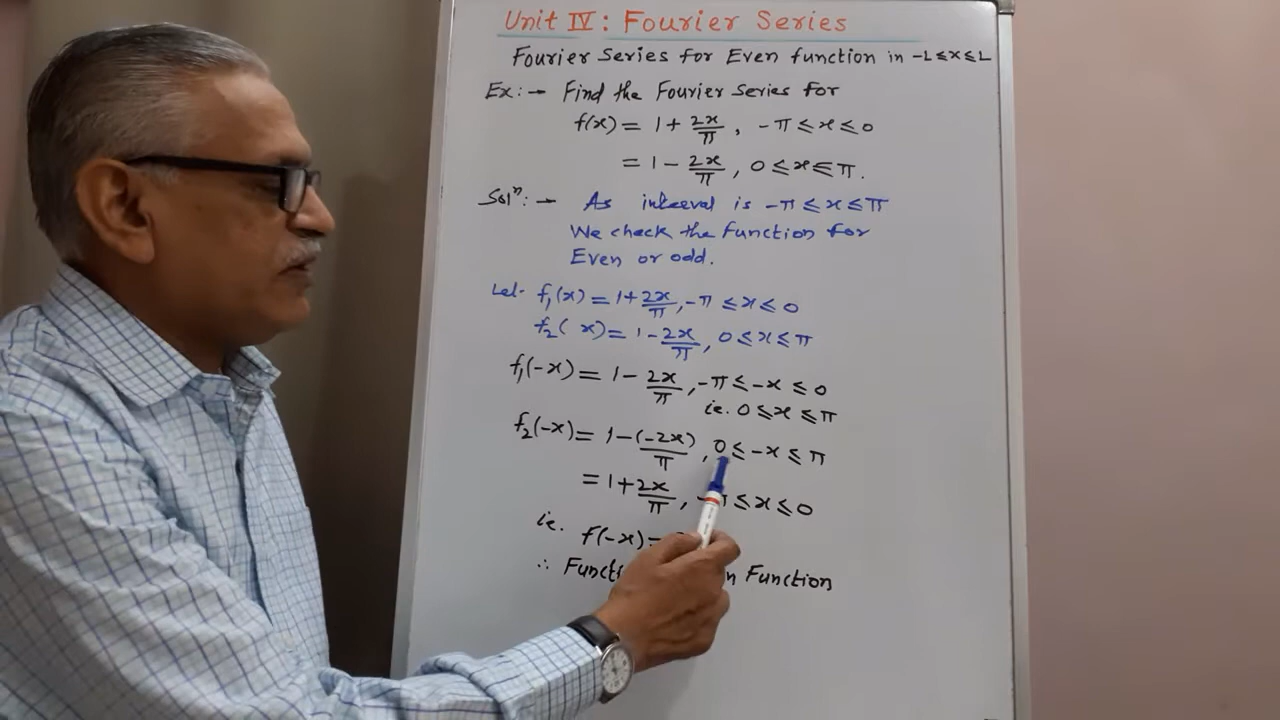 Unit IV: Fourier Series
Fourier Series for Even function in -L ≤ x ≤ L
Ex:→ Find the Fourier Series for
f(x) = 1 + 2x/π, -π ≤ x ≤ 0
= 1 - 2x/π, 0 ≤ x ≤ π.
Solⁿ:→ As interval is -π ≤ x ≤ π
We check the function for
Even or odd.
Let f₁(x) = 1 + 2x/π, -π ≤ x ≤ 0
f₂( x) = 1 - 2x/π, 0 ≤ x ≤ π
f₁(-x) = 1 - 2x/π, -π ≤ -x ≤ 0
ie. 0 ≤ x ≤ π
f₂(-x) = 1 - (-2x)/π, 0 ≤ -x ≤ π
= 1 + 2x/π, -π ≤ x ≤ 0
ie. f(-x) =
∴ Function